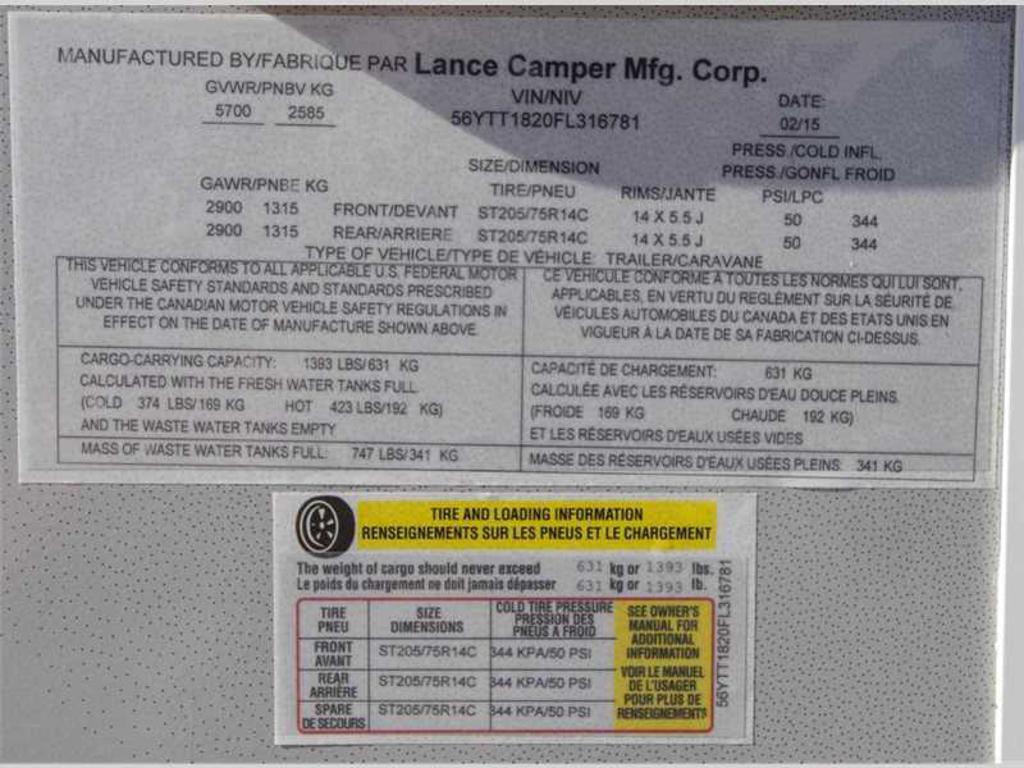 MANUFACTURED BY/FABRIQUE PAR Lance Camper Mfg. Corp.
GVWR/PNBV KG VIN/NIV DATE:
5700 2585 56YTT1820FL316781 02/15
PRESS./COLD INFL.
SIZE/DIMENSION PRESS./GONFL FROID
GAWR/PNBE KG TIRE/PNEU RIMS/JANTE PSI/LPC
2900 1315 FRONT/DEVANT ST205/75R14C 14 X 5.5 J 50 344
2900 1315 REAR/ARRIERE ST205/75R14C 14 X 5.5 J 50 344
TYPE OF VEHICLE/TYPE DE VÉHICLE: TRAILER/CARAVANE
THIS VEHICLE CONFORMS TO ALL APPLICABLE U.S. FEDERAL MOTOR
VEHICLE SAFETY STANDARDS AND STANDARDS PRESCRIBED
UNDER THE CANADIAN MOTOR VEHICLE SAFETY REGULATIONS IN
EFFECT ON THE DATE OF MANUFACTURE SHOWN ABOVE.
CE VÉHICULE CONFORME A TOUTES LES NORMES QUI LUI SONT,
APPLICABLES, EN VERTU DU REGLÉMENT SUR LA SÉURITÉ DE
VÉICULES AUTOMOBILES DU CANADA ET DES ETATS UNIS EN
VIGUEUR À LA DATE DE SA FABRICATION CI-DESSUS.
CARGO-CARRYING CAPACITY: 1393 LBS/631 KG
CALCULATED WITH THE FRESH WATER TANKS FULL
(COLD 374 LBS/169 KG HOT 423 LBS/192 KG)
AND THE WASTE WATER TANKS EMPTY
CAPACITÉ DE CHARGEMENT: 631 KG
CALCULÉE AVEC LES RÉSERVOIRS D'EAU DOUCE PLEINS.
(FROIDE 169 KG CHAUDE 192 KG)
ET LES RÉSERVOIRS D'EAUX USÉES VIDES
MASS OF WASTE WATER TANKS FULL: 747 LBS/341 KG
MASSE DES RÉSERVOIRS D'EAUX USÉES PLEINS: 341 KG
TIRE AND LOADING INFORMATION
RENSEIGNEMENTS SUR LES PNEUS ET LE CHARGEMENT
The weight of cargo should never exceed 631 kg or 1393 lbs.
Le poids du chargement ne doit jamais dépasser 631 kg or 1393 lb.
TIRE
PNEU
SIZE
DIMENSIONS
COLD TIRE PRESSURE
PRESSION DES
PNEUS A FROID
FRONT
AVANT
ST205/75R14C 344 KPA/50 PSI
REAR
ARRIÈRE
ST205/75R14C 344 KPA/50 PSI
SPARE
DE SECOURS
ST205/75R14C 344 KPA/50 PSI
SEE OWNER'S
MANUAL FOR
ADDITIONAL
INFORMATION
VOIR LE MANUEL
DE L'USAGER
POUR PLUS DE
RENSEIGNEMENTS
56YTT1820FL316781